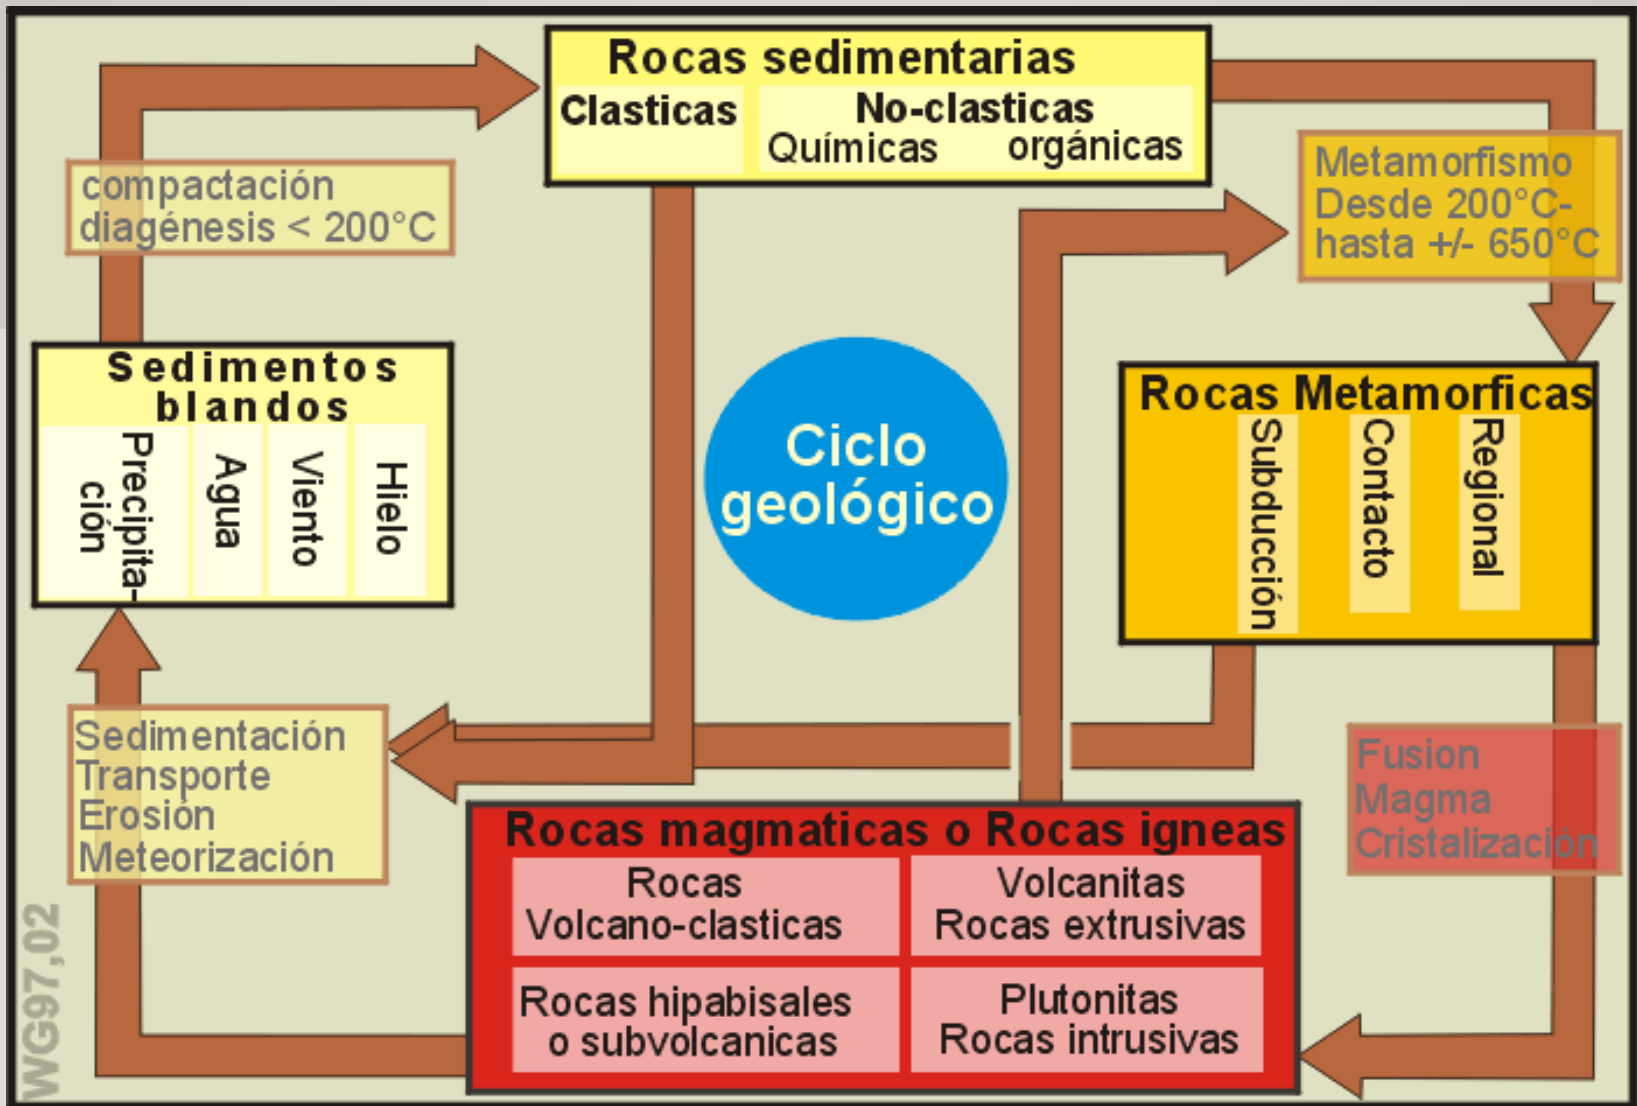 Rocas sedimentarias
Clasticas
No-clasticas
Químicas orgánicas
compactación
diagénesis < 200°C
Metamorfismo
Desde 200°C-
hasta +/- 650°C
Sedimentos
blandos
Precipita-
ción
Agua
Viento
Hielo
Ciclo
geológico
Rocas Metamorficas
Subducción
Contacto
Regional
Sedimentación
Transporte
Erosión
Meteorización
Fusion
Magma
Cristalización
Rocas magmaticas o Rocas igneas
Rocas
Volcano-clasticas
Volcanitas
Rocas extrusivas
Rocas hipabisales
o subvolcanicas
Plutonitas
Rocas intrusivas
WG97,02